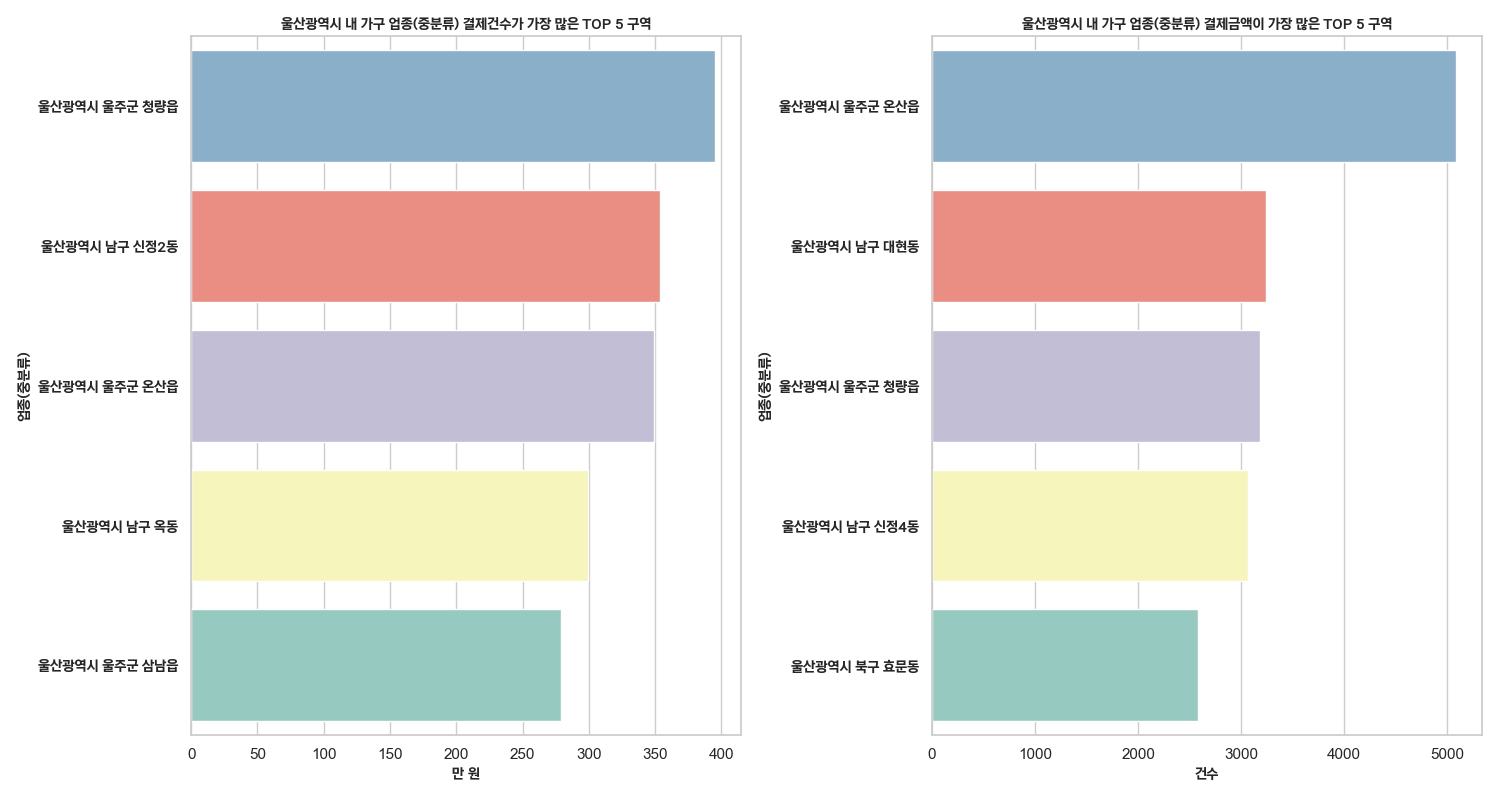 울산광역시 내 가구 업종(중분류) 결제건수가 가장 많은 TOP 5 구역
업종(중분류)
울산광역시 울주군 청량읍
울산광역시 남구 신정2동
울산광역시 울주군 온산읍
울산광역시 남구 옥동
울산광역시 울주군 삼남읍
0 50 100 150 200 250 300 350 400
만 원
울산광역시 내 가구 업종(중분류) 결제금액이 가장 많은 TOP 5 구역
업종(중분류)
울산광역시 울주군 온산읍
울산광역시 남구 대현동
울산광역시 울주군 청량읍
울산광역시 남구 신정4동
울산광역시 북구 효문동
0 1000 2000 3000 4000 5000
건수